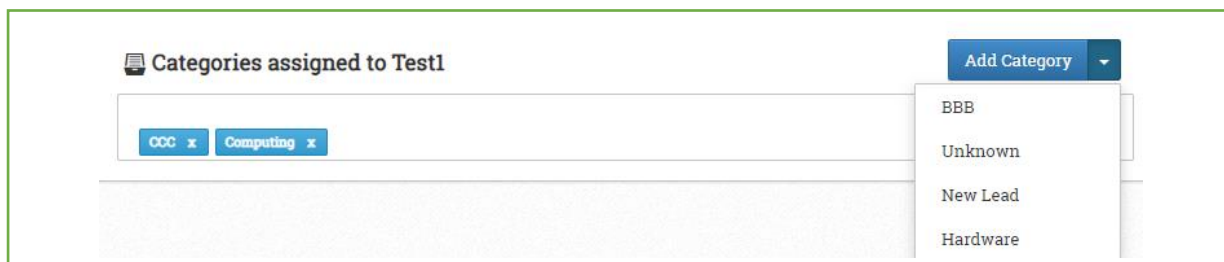 Categories assigned to Test1
Add Category
CCC x
Computing x
BBB
Unknown
New Lead
Hardware